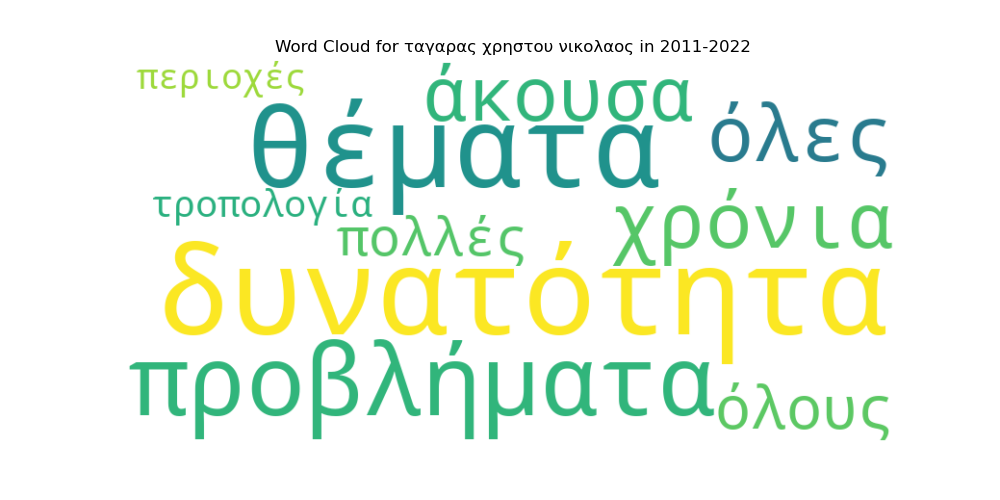 Word Cloud for ταγαρας χρηστου νικολαος in 2011-2022
περιοχές
άκουσα
θέματα
όλες
τροπολογία
πολλές
χρόνια
δυνατότητα
προβλήματα
όλους